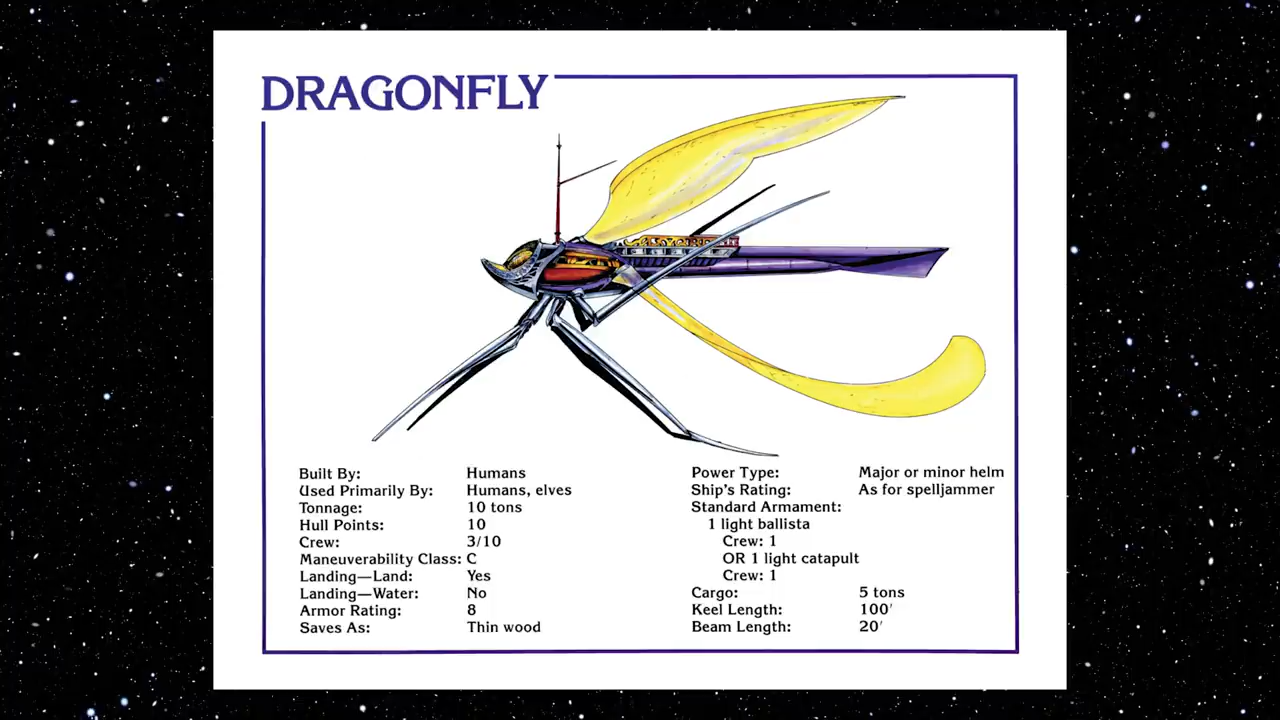 DRAGONFLY
Built By: Humans
Used Primarily By: Humans, elves
Tonnage: 10 tons
Hull Points: 10
Crew: 3/10
Maneuverability Class: C
Landing—Land: Yes
Landing—Water: No
Armor Rating: 8
Saves As: Thin wood
Power Type: Major or minor helm
Ship's Rating: As for spelljammer
Standard Armament:
1 light ballista
Crew: 1
OR 1 light catapult
Crew: 1
Cargo: 5 tons
Keel Length: 100'
Beam Length: 20'